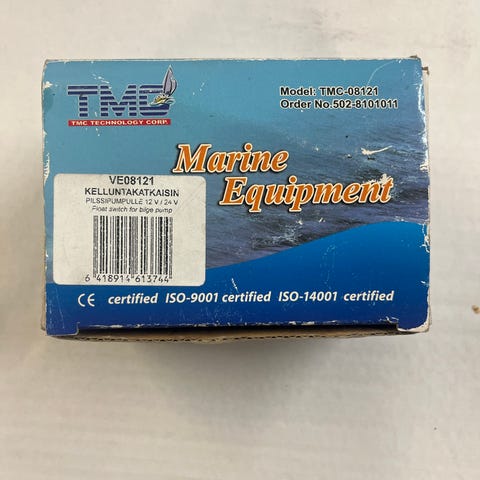 TMC
TMC TECHNOLOGY CORP.
Model: TMC-08121
Order No.502-8101011
Marine
Equipment
VE08121
KELLUNTAKATKAISIN
PILSSIPUMPULLE 12 V / 24 V
Float switch for bilge pump
6 418914 613744
CE certified ISO-9001 certified ISO-14001 certified